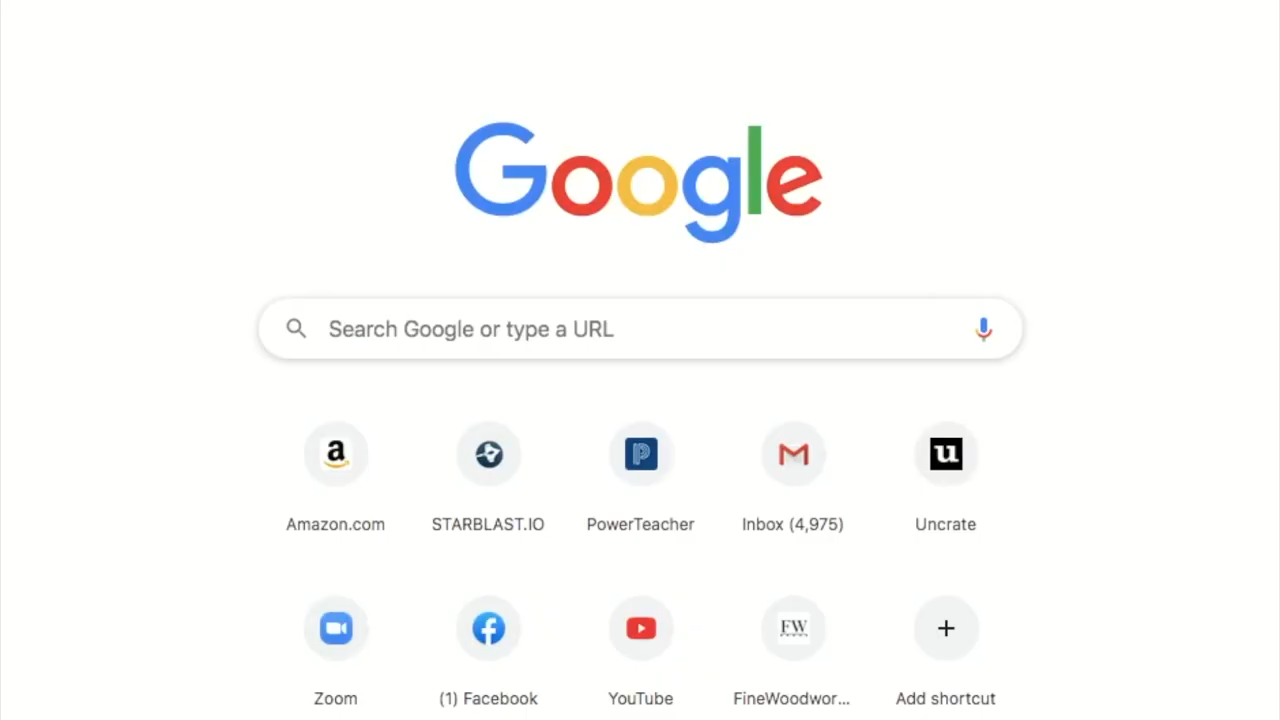 Google
Search Google or type a URL
a
P
M
u
Amazon.com
STARBLAST.IO
PowerTeacher
Inbox (4,975)
Uncrate
f
FW
+
Zoom
(1) Facebook
YouTube
FineWoodwor...
Add shortcut